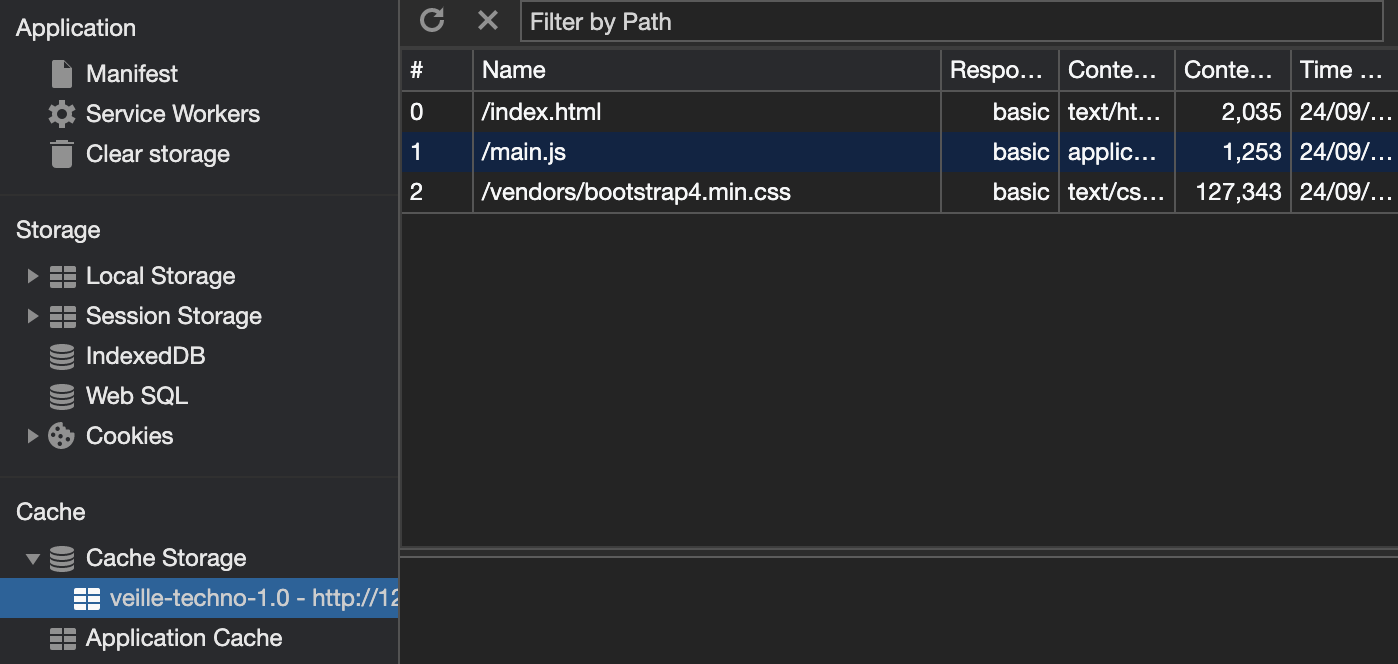 Application
Manifest
Service Workers
Clear storage
Storage
Local Storage
Session Storage
IndexedDB
Web SQL
Cookies
Cache
Cache Storage
veille-techno-1.0 - http://12
Application Cache
Filter by Path
# Name Respo... Conte... Conte... Time ...
0 /index.html basic text/ht... 2,035 24/09/...
1 /main.js basic applic... 1,253 24/09/...
2 /vendors/bootstrap4.min.css basic text/cs... 127,343 24/09/...